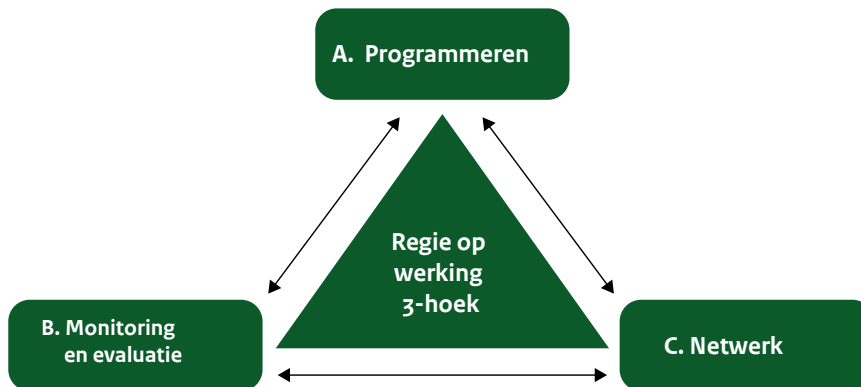 A. Programmeren
Regie op
werking
3-hoek
B. Monitoring
en evaluatie
C. Netwerk